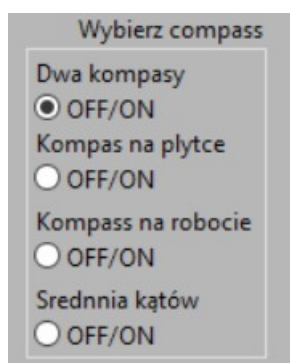 Wybierz compass
Dwa kompasy
OFF/ON
Kompas na plytce
OFF/ON
Kompass na robocie
OFF/ON
Srednnia kątów
OFF/ON